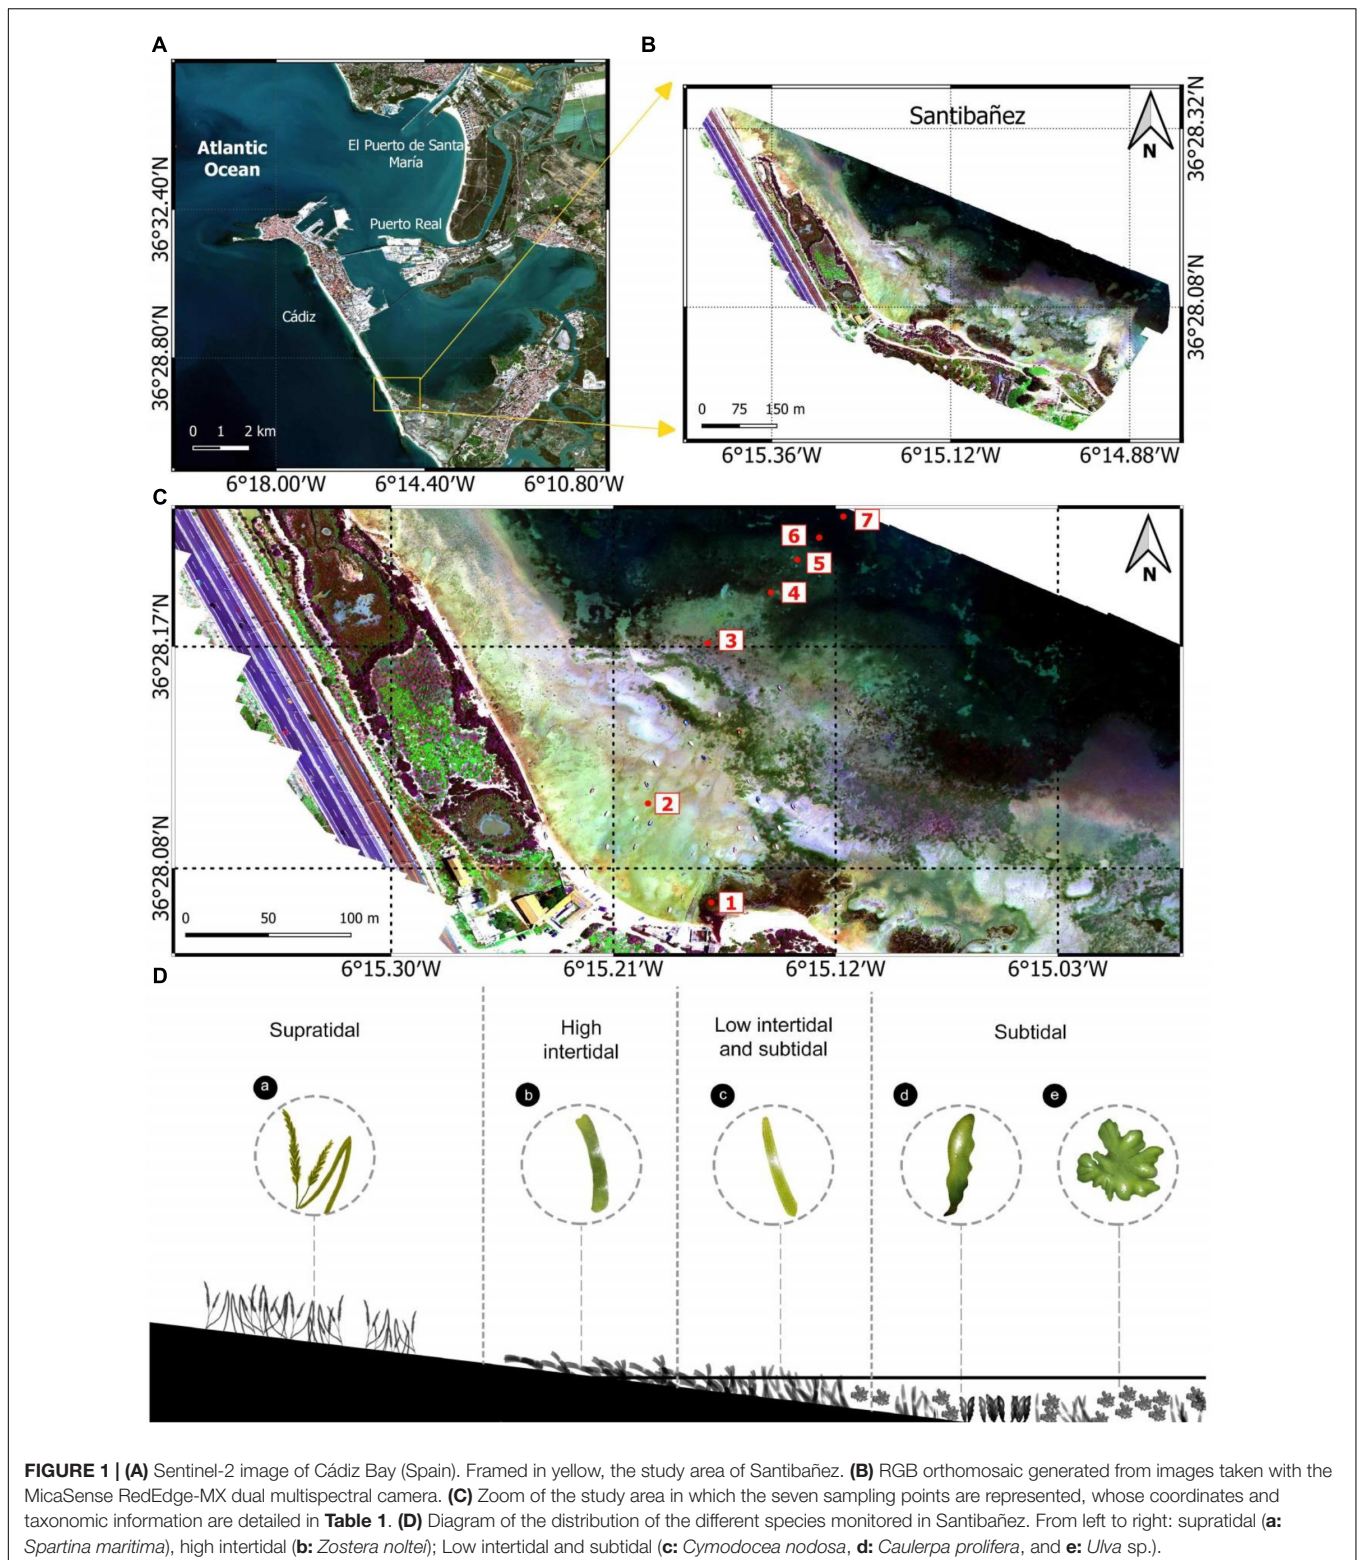 A
B
Atlantic
Ocean
El Puerto de Santa
María
Puerto Real
Cádiz
0 1 2 km
36°32.40'N
36°28.80'N
6°18.00'W 6°14.40'W 6°10.80'W
Santibañez
N
0 75 150 m
36°28.32'N
36°28.08'N
6°15.36'W 6°15.12'W 6°14.88'W
C
7
6
5
4
3
2
1
N
36°28.17'N
36°28.08'N
0 50 100 m
6°15.30'W 6°15.21'W 6°15.12'W 6°15.03'W
D
Supratidal
High
intertidal
Low intertidal
and subtidal
Subtidal
a
b
c
d
e
FIGURE 1 | (A) Sentinel-2 image of Cádiz Bay (Spain). Framed in yellow, the study area of Santibañez. (B) RGB orthomosaic generated from images taken with the
MicaSense RedEdge-MX dual multispectral camera. (C) Zoom of the study area in which the seven sampling points are represented, whose coordinates and
taxonomic information are detailed in Table 1. (D) Diagram of the distribution of the different species monitored in Santibañez. From left to right: supratidal (a:
Spartina maritima), high intertidal (b: Zostera noltei); Low intertidal and subtidal (c: Cymodocea nodosa, d: Caulerpa prolifera, and e: Ulva sp.).